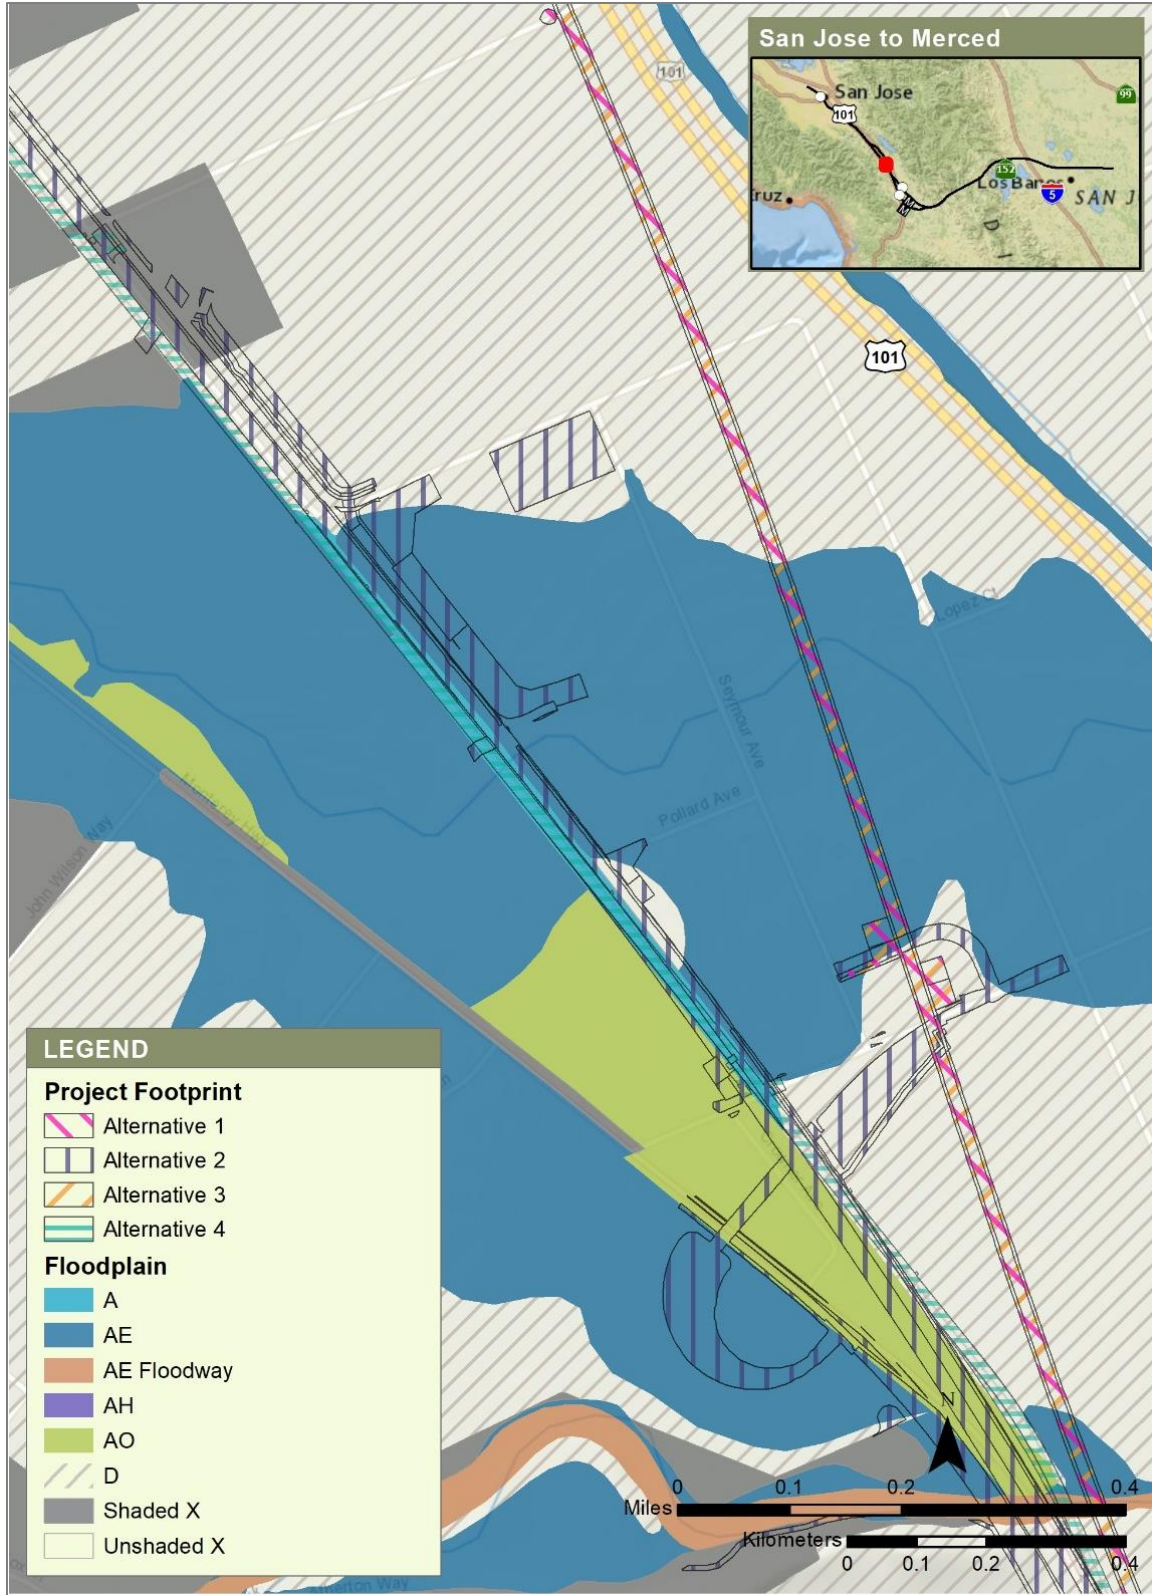 San Jose to Merced
San Jose
101
99
152
Los Banos
5
SAN J
ruz
D
101
101
Lopez Ct
Seymour Ave
Pollard Ave
Monterey Hwy
John Wilson Way
LEGEND
Project Footprint
Alternative 1
Alternative 2
Alternative 3
Alternative 4
Floodplain
A
AE
AE Floodway
AH
AO
D
Shaded X
Unshaded X
N
0 0.1 0.2 0.4
Miles
Kilometers
0 0.1 0.2 0.4